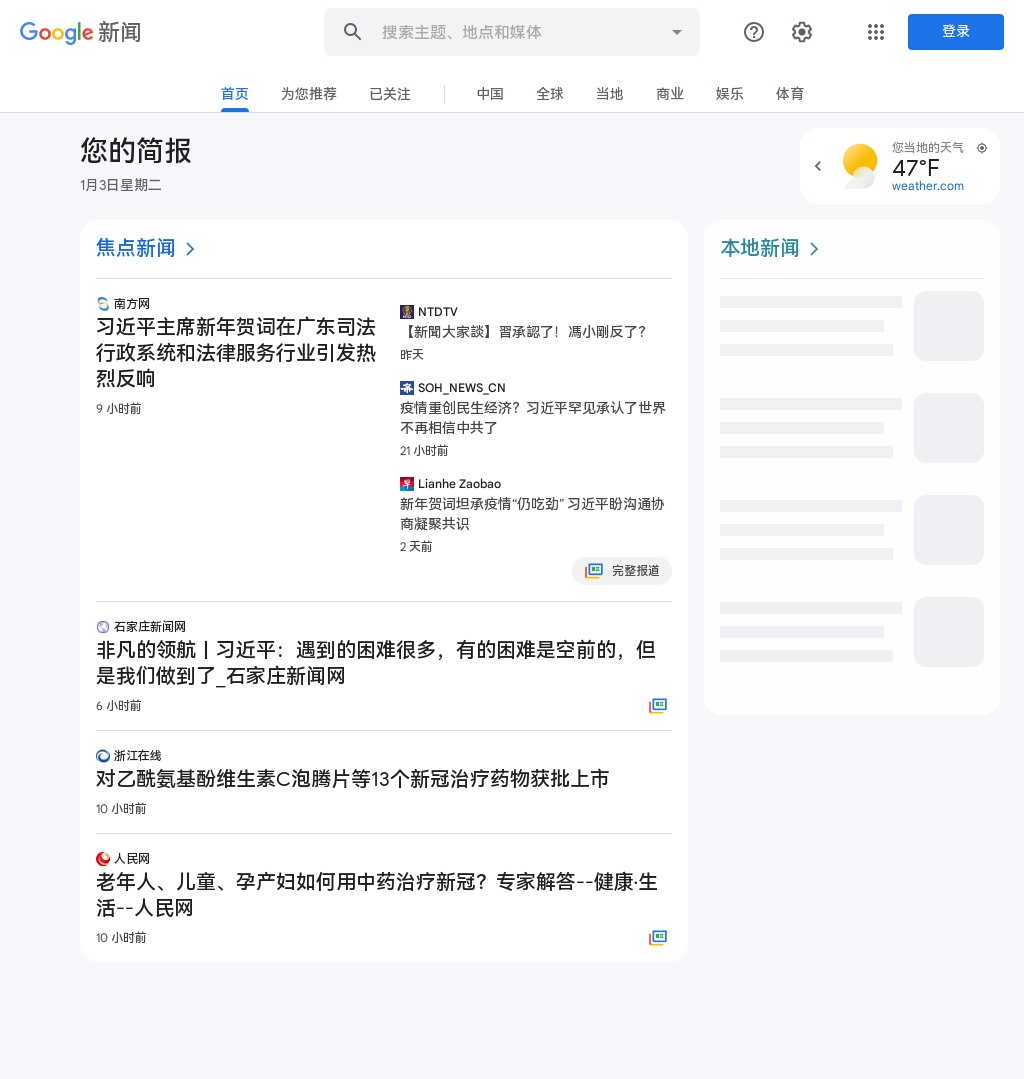 Google 新闻
搜索主题、地点和媒体
登录
首页 为您推荐 已关注 中国 全球 当地 商业 娱乐 体育
您的简报
1月3日星期二
您当地的天气
47°F
weather.com
焦点新闻
南方网
习近平主席新年贺词在广东司法
行政系统和法律服务行业引发热
烈反响
9 小时前
NTDTV
【新聞大家談】習承認了！馮小剛反了？
昨天
SOH_NEWS_CN
疫情重创民生经济？习近平罕见承认了世界
不再相信中共了
21 小时前
Lianhe Zaobao
新年贺词坦承疫情“仍吃劲” 习近平盼沟通协
商凝聚共识
2 天前
完整报道
石家庄新闻网
非凡的领航丨习近平：遇到的困难很多，有的困难是空前的，但
是我们做到了_石家庄新闻网
6 小时前
浙江在线
对乙酰氨基酚维生素C泡腾片等13个新冠治疗药物获批上市
10 小时前
人民网
老年人、儿童、孕产妇如何用中药治疗新冠？专家解答--健康·生
活--人民网
10 小时前
本地新闻